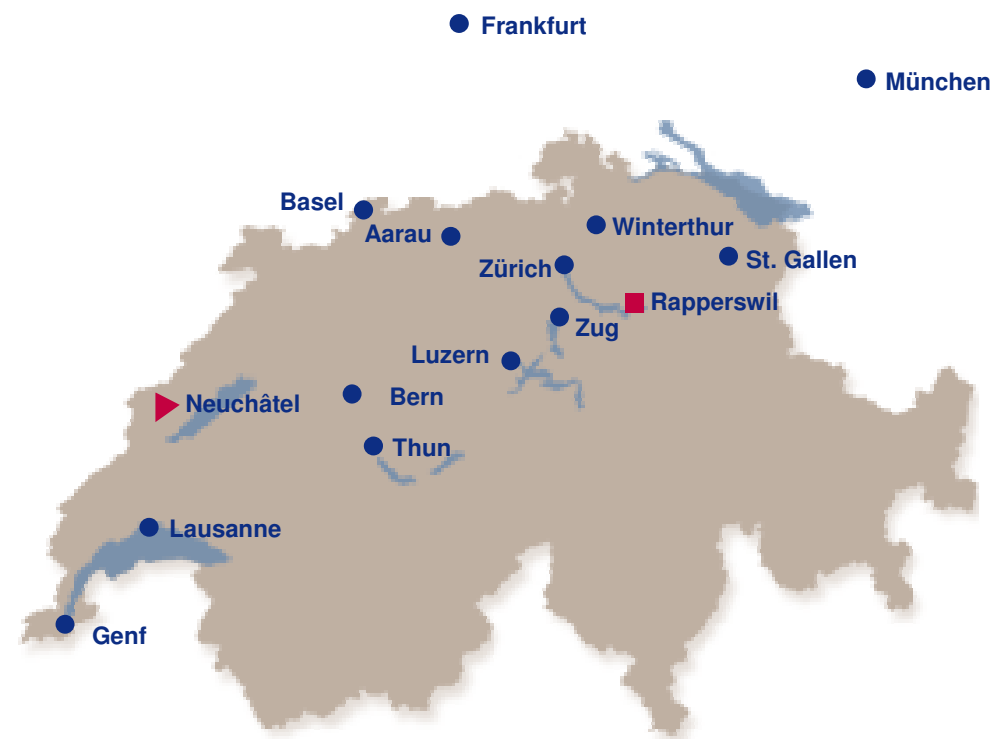 Frankfurt
München
Basel
Aarau
Winterthur
Zürich
St. Gallen
Rapperswil
Zug
Luzern
Bern
Neuchâtel
Thun
Lausanne
Genf